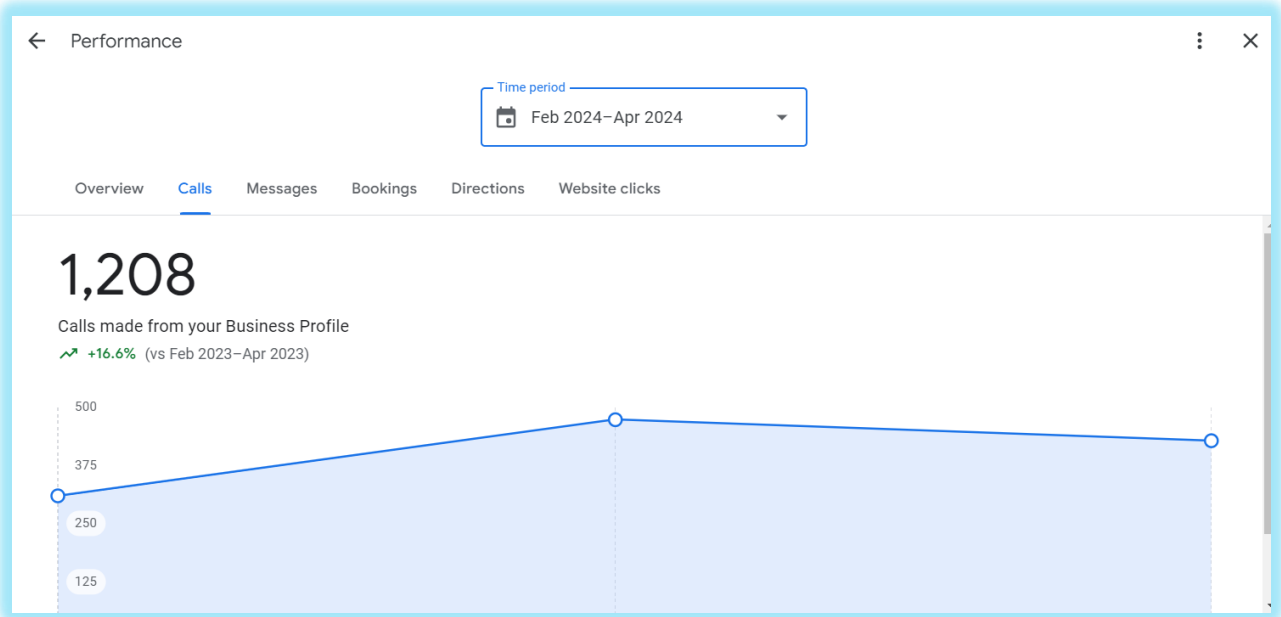 Performance
Time period
Feb 2024–Apr 2024
Overview Calls Messages Bookings Directions Website clicks
1,208
Calls made from your Business Profile
+16.6% (vs Feb 2023–Apr 2023)
500
375
250
125